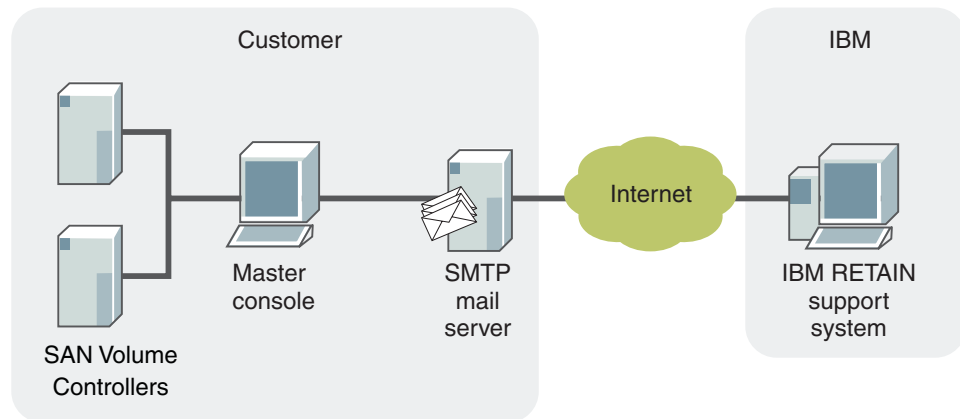 Customer
IBM
Internet
Master
console
SMTP
mail
server
IBM RETAIN
support
system
SAN Volume
Controllers